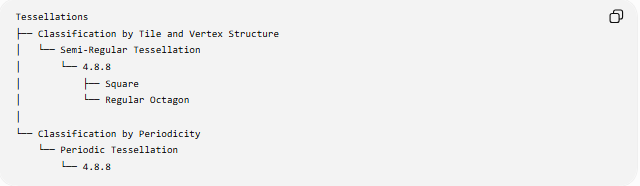 Tessellations
├── Classification by Tile and Vertex Structure
│   └── Semi-Regular Tessellation
│       └── 4.8.8
│           ├── Square
│           └── Regular Octagon
│
└── Classification by Periodicity
    └── Periodic Tessellation
        └── 4.8.8